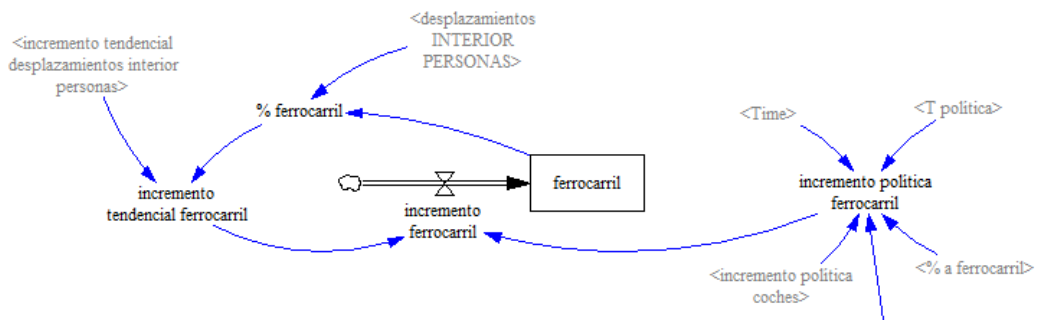 <desplazamientos
INTERIOR
PERSONAS>
<incremento tendencial
desplazamientos interior
personas>
% ferrocarril
<Time>
<T politica>
incremento
tendencial ferrocarril
ferrocarril
incremento politica
ferrocarril
incremento
ferrocarril
<incremento politica
coches>
<% a ferrocarril>